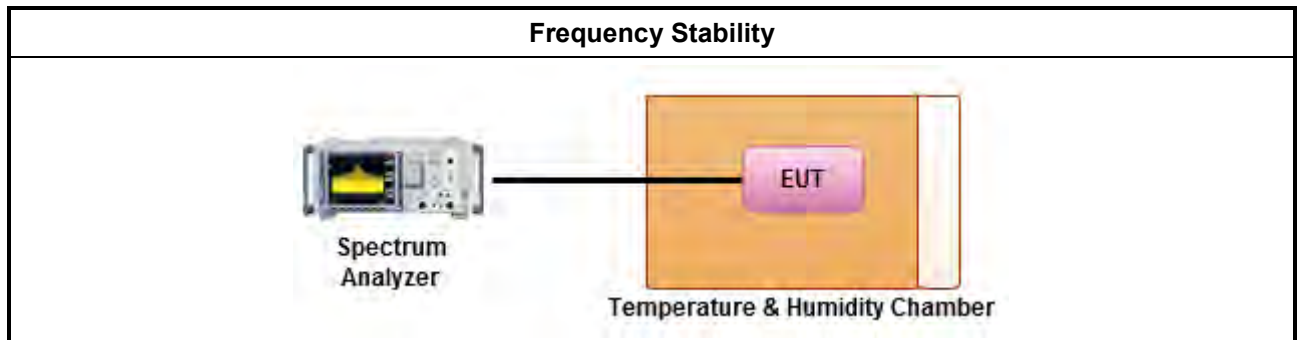 Frequency Stability
EUT
Spectrum
Analyzer
Temperature & Humidity Chamber